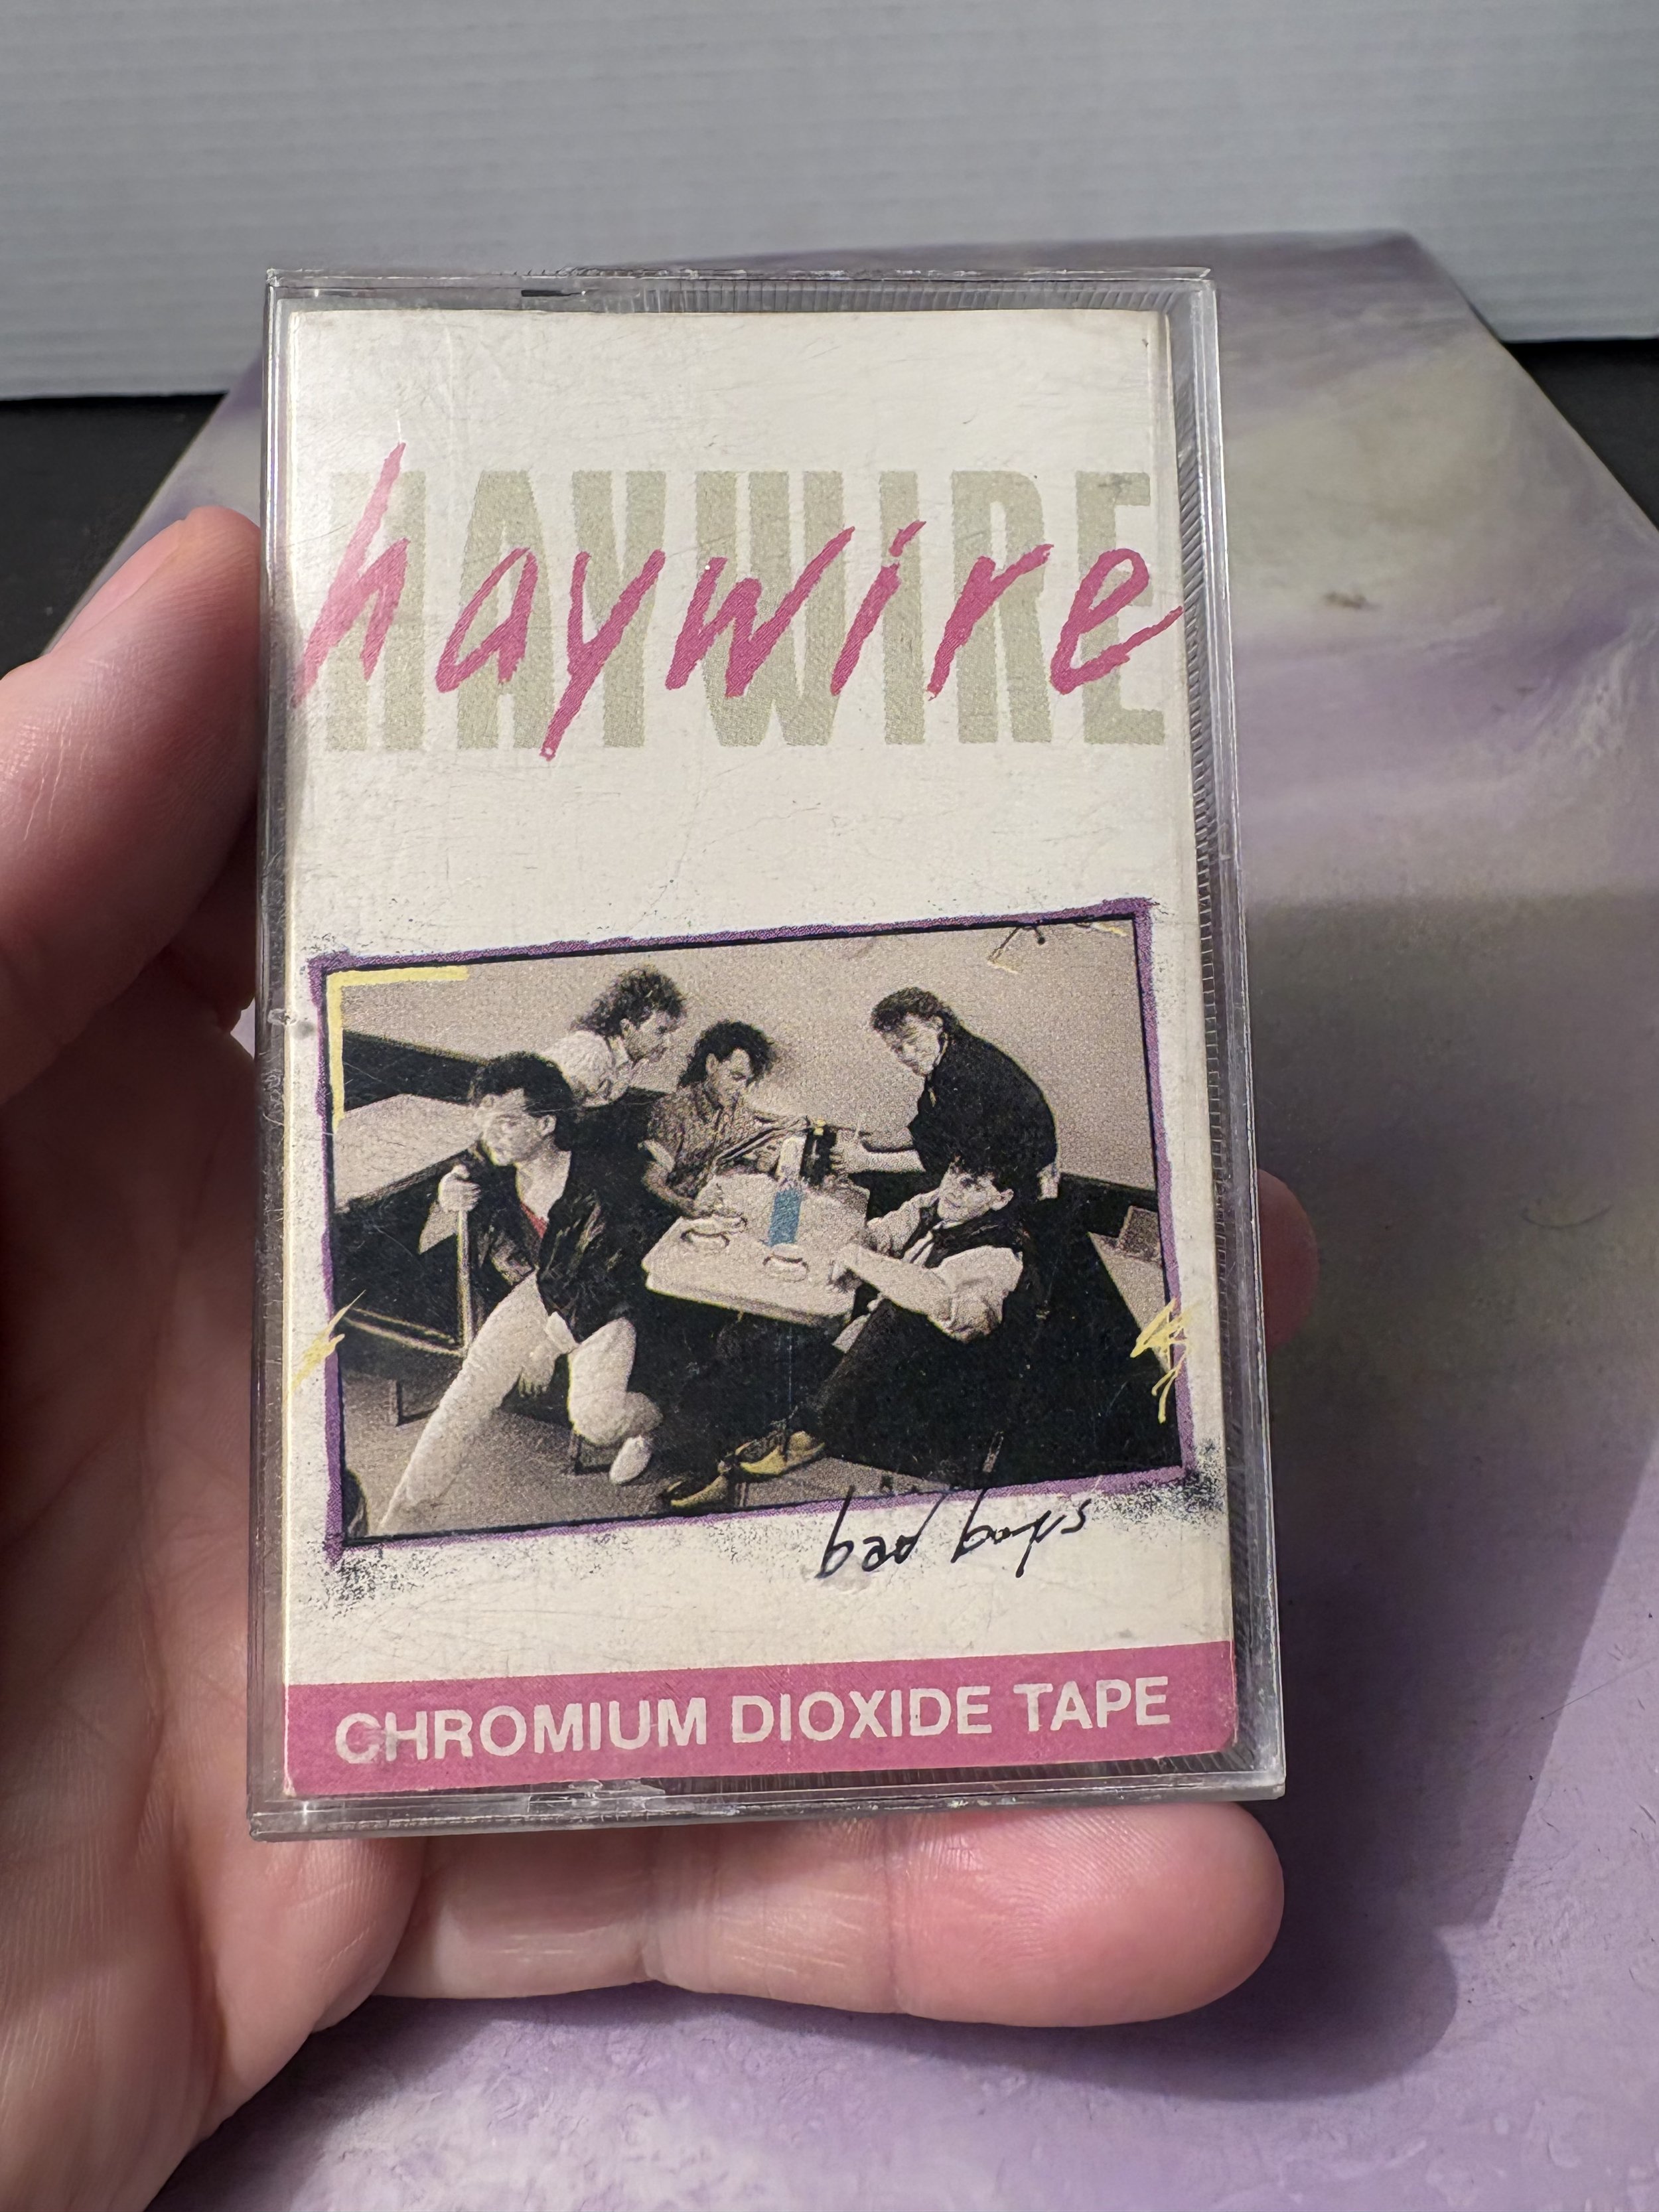 HAYWIRE
haywire
bad boys
CHROMIUM DIOXIDE TAPE